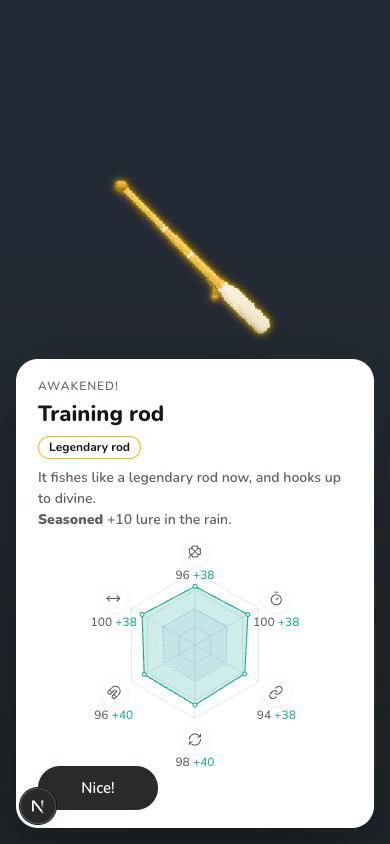 AWAKENED!
Training rod
Legendary rod
It fishes like a legendary rod now, and hooks up
to divine.
Seasoned +10 lure in the rain.
96 +38
100 +38
100 +38
96 +40
94 +38
98 +40
Nice!
N